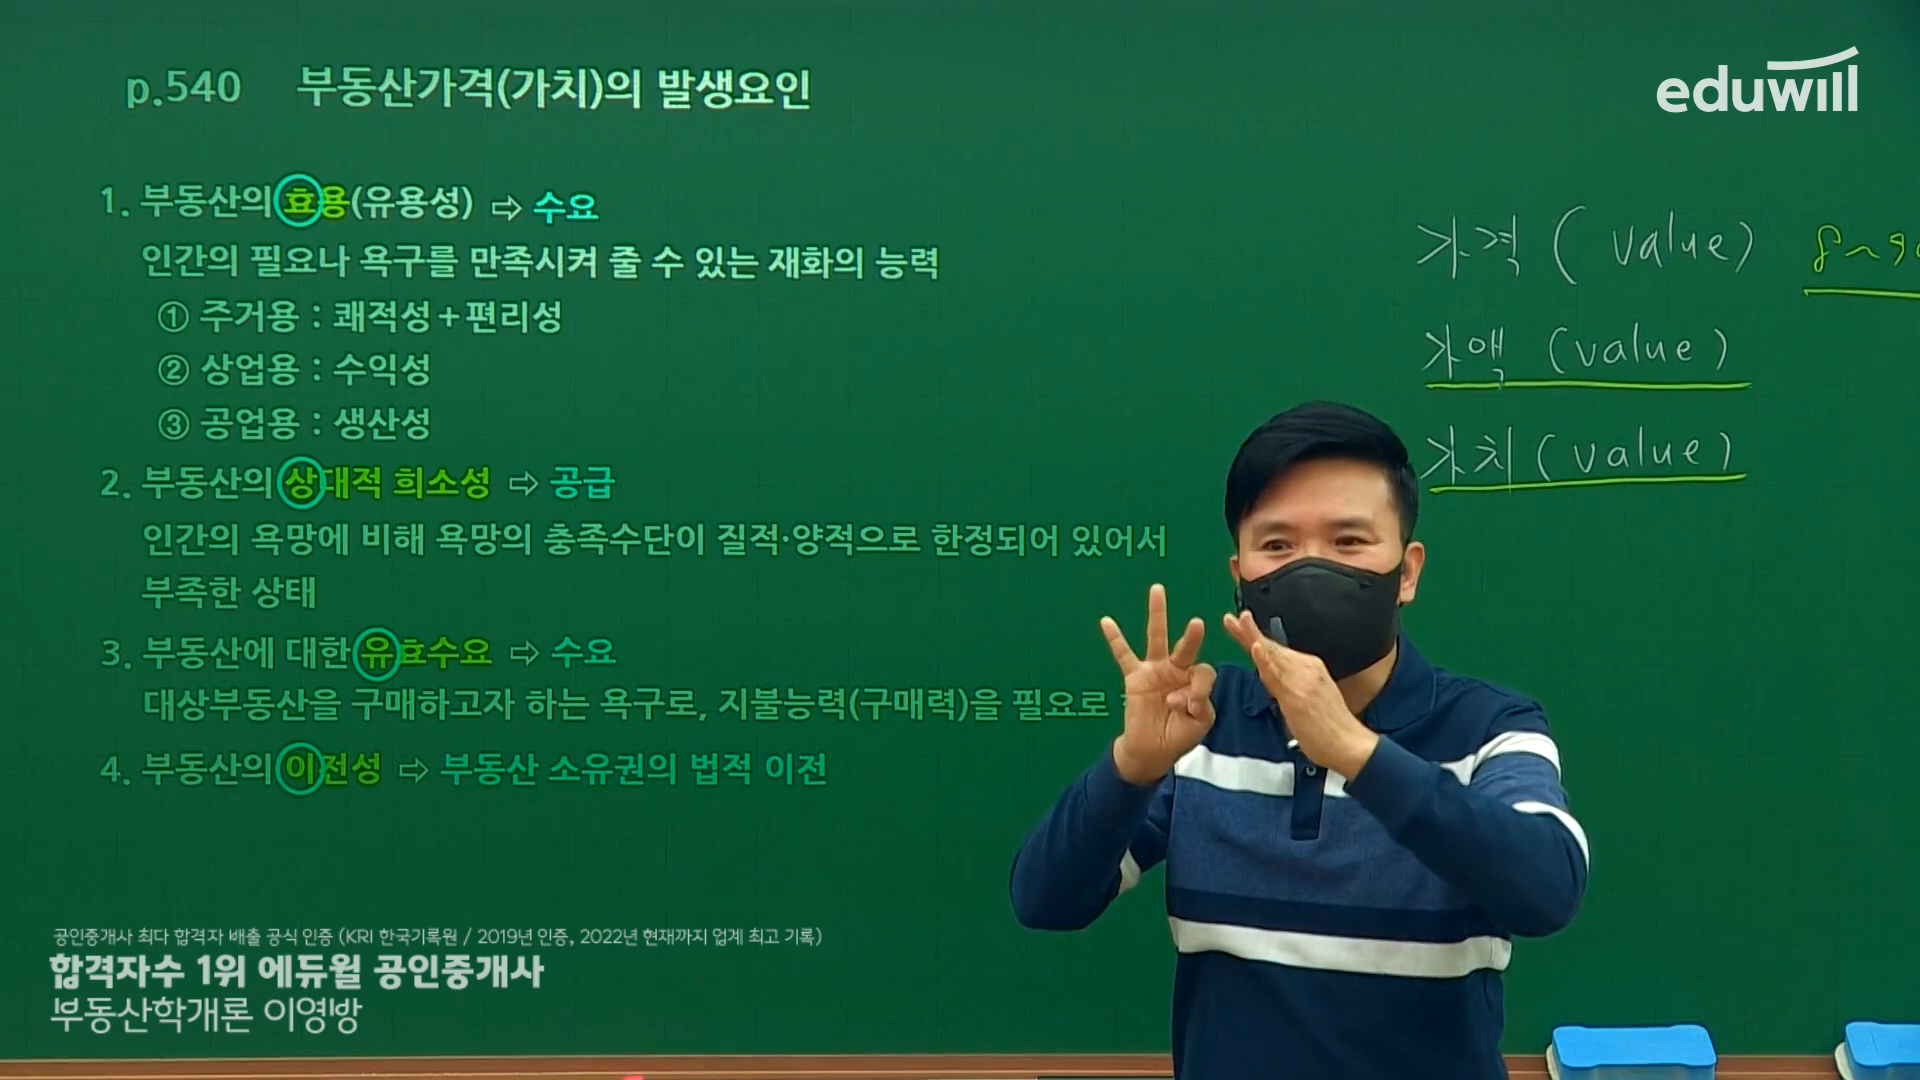 eduwill
p.540 부동산가격(가치)의 발생요인
1. 부동산의 효용(유용성) ⇨ 수요
인간의 필요나 욕구를 만족시켜 줄 수 있는 재화의 능력
① 주거용 : 쾌적성+편리성
② 상업용 : 수익성
③ 공업용 : 생산성
2. 부동산의 상대적 희소성 ⇨ 공급
인간의 욕망에 비해 욕망의 충족수단이 질적·양적으로 한정되어 있어서
부족한 상태
3. 부동산에 대한 유효수요 ⇨ 수요
대상부동산을 구매하고자 하는 욕구로, 지불능력(구매력)을 필요로
4. 부동산의 이전성 ⇨ 부동산 소유권의 법적 이전
가격 ( value)
가액 (value)
가치 (value)
공인중개사 최다 합격자 배출 공식 인증 (KRI 한국기록원 / 2019년 인증, 2022년 현재까지 업계 최고 기록)
합격자수 1위 에듀윌 공인중개사
부동산학개론 이영방